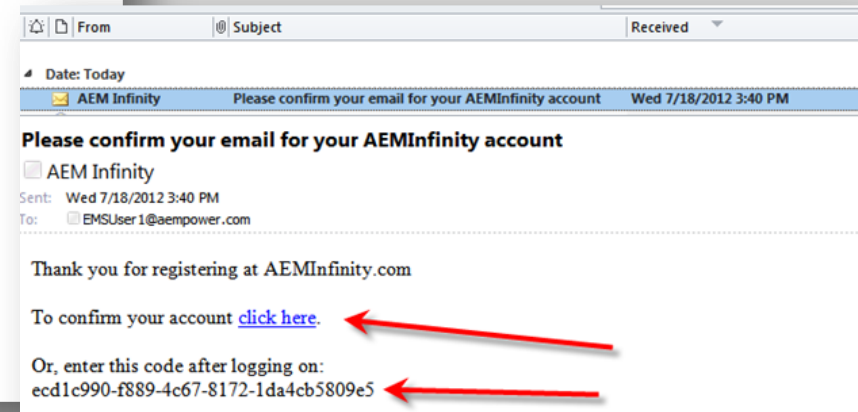 From Subject Received
Date: Today
AEM Infinity Please confirm your email for your AEMInfinity account Wed 7/18/2012 3:40 PM
Please confirm your email for your AEMInfinity account
AEM Infinity
Sent: Wed 7/18/2012 3:40 PM
To: EMSUser1@aempower.com
Thank you for registering at AEMInfinity.com
To confirm your account click here.
Or, enter this code after logging on:
ecd1c990-f889-4c67-8172-1da4cb5809e5